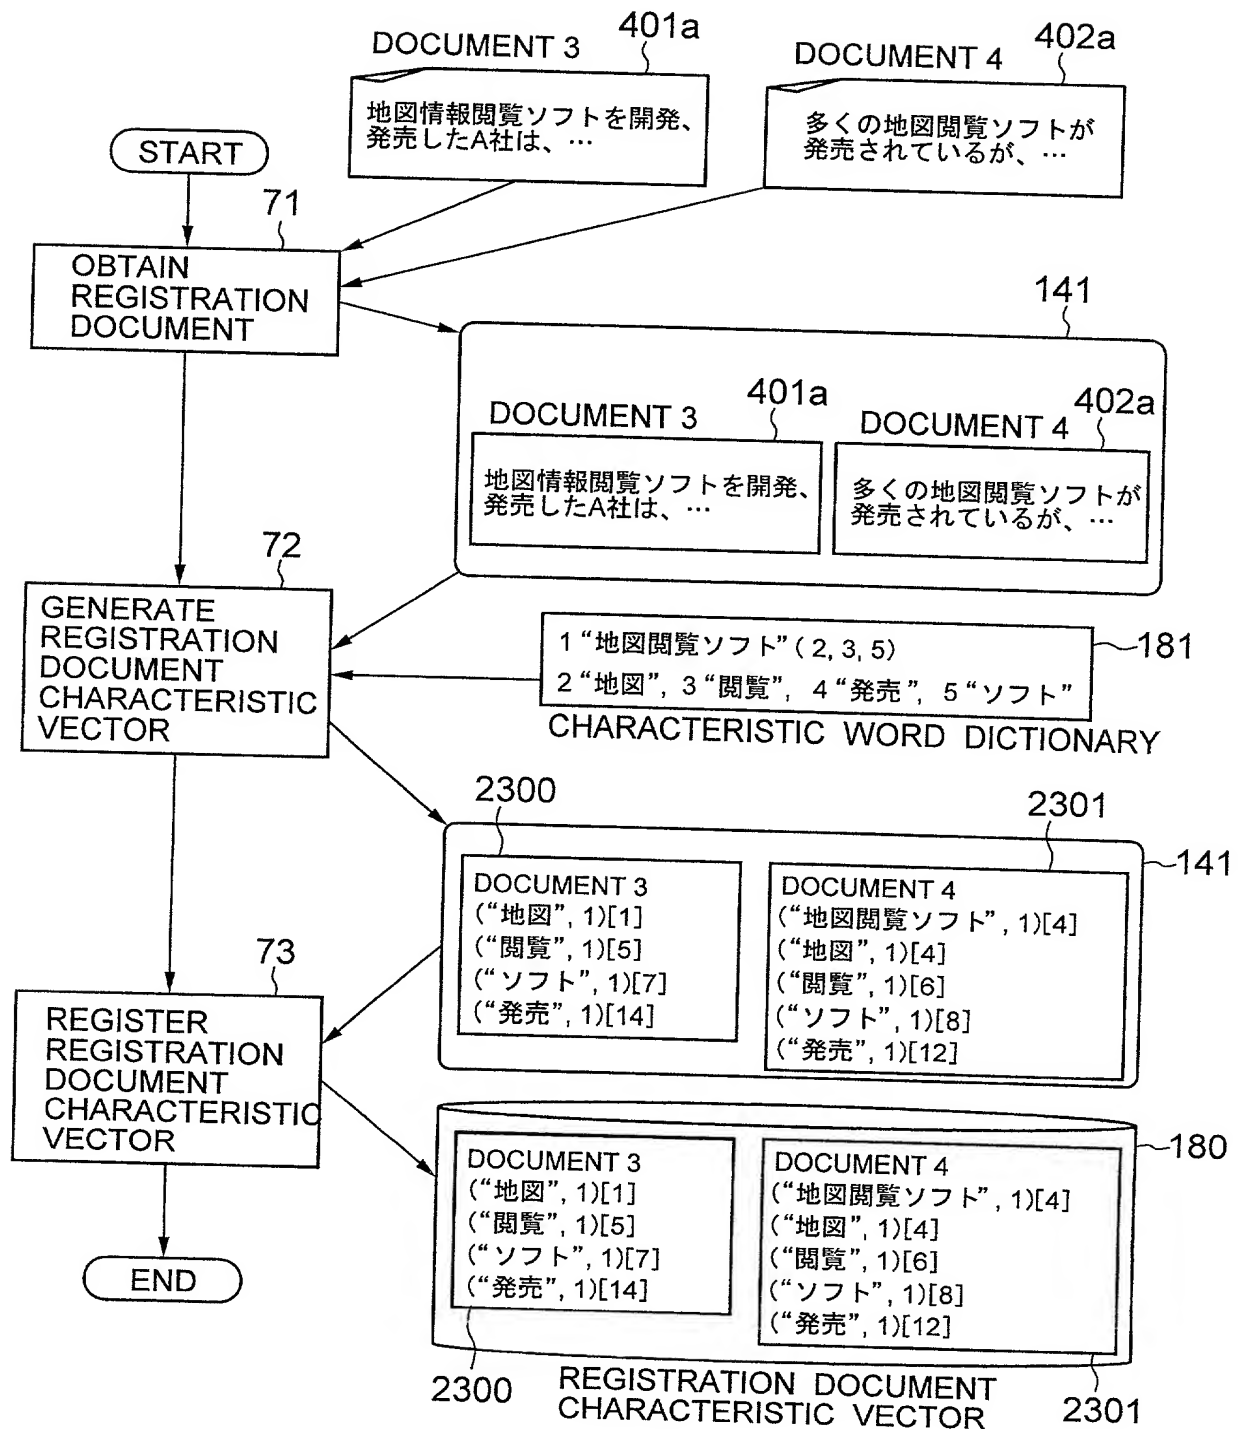 DOCUMENT 3
401a
DOCUMENT 4
402a
地図情報閲覧ソフトを開発、
発売したA社は、…
多くの地図閲覧ソフトが
発売されているが、…
START
71
OBTAIN
REGISTRATION
DOCUMENT
141
DOCUMENT 3
401a
DOCUMENT 4
402a
地図情報閲覧ソフトを開発、
発売したA社は、…
多くの地図閲覧ソフトが
発売されているが、…
72
GENERATE
REGISTRATION
DOCUMENT
CHARACTERISTIC
VECTOR
1 “地図閲覧ソフト” ( 2, 3, 5)
2 “地図”, 3 “閲覧”, 4 “発売”, 5 “ソフト”
181
CHARACTERISTIC WORD DICTIONARY
2300
2301
141
DOCUMENT 3
(“地図”, 1)[1]
(“閲覧”, 1)[5]
(“ソフト”, 1)[7]
(“発売”, 1)[14]
DOCUMENT 4
(“地図閲覧ソフト”, 1)[4]
(“地図”, 1)[4]
(“閲覧”, 1)[6]
(“ソフト”, 1)[8]
(“発売”, 1)[12]
73
REGISTER
REGISTRATION
DOCUMENT
CHARACTERISTIC
VECTOR
180
DOCUMENT 3
(“地図”, 1)[1]
(“閲覧”, 1)[5]
(“ソフト”, 1)[7]
(“発売”, 1)[14]
DOCUMENT 4
(“地図閲覧ソフト”, 1)[4]
(“地図”, 1)[4]
(“閲覧”, 1)[6]
(“ソフト”, 1)[8]
(“発売”, 1)[12]
END
2300
REGISTRATION DOCUMENT
CHARACTERISTIC VECTOR
2301